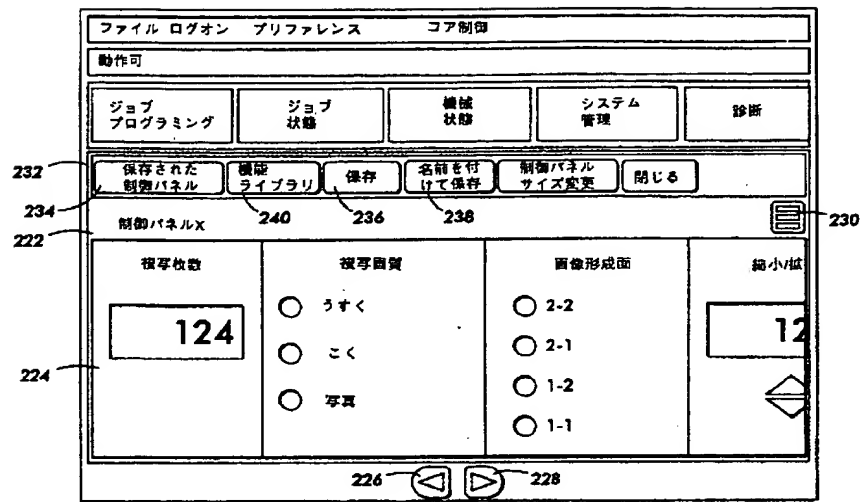 ファイル ログオン プリファレンス コア制御
動作可
ジョブ
プログラミング
ジョブ
状態
機械
状態
システム
管理
診断
232
保存された
制御パネル
機能
ライブラリ
保存
名前を付
けて保存
制御パネル
サイズ変更
閉じる
234
240
236
238
230
222
制御パネルX
複写枚数
複写画質
画像形成面
縮小/拡
124
うすく
こく
写真
2-2
2-1
1-2
1-1
12
224
226
228